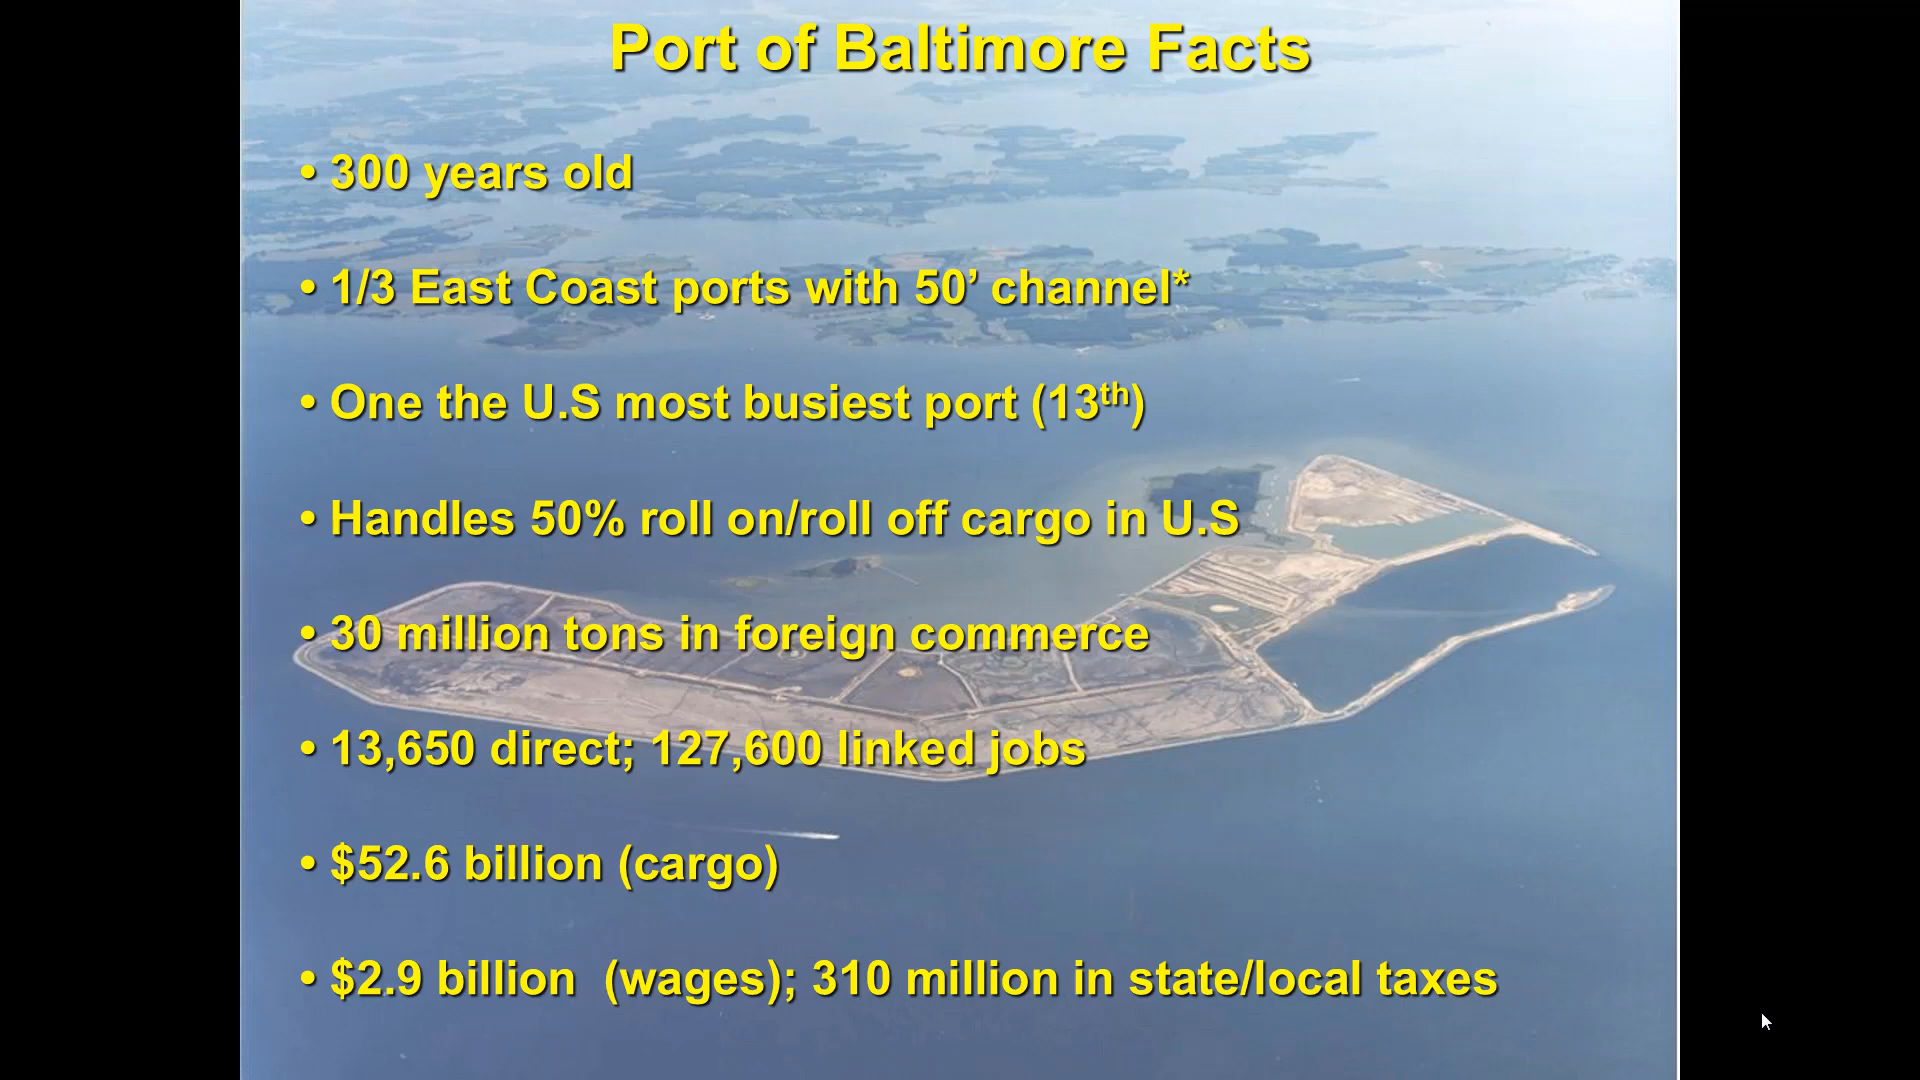 Port of Baltimore Facts
• 300 years old
• 1/3 East Coast ports with 50’ channel*
• One the U.S most busiest port (13th)
• Handles 50% roll on/roll off cargo in U.S
• 30 million tons in foreign commerce
• 13,650 direct; 127,600 linked jobs
• $52.6 billion (cargo)
• $2.9 billion  (wages); 310 million in state/local taxes